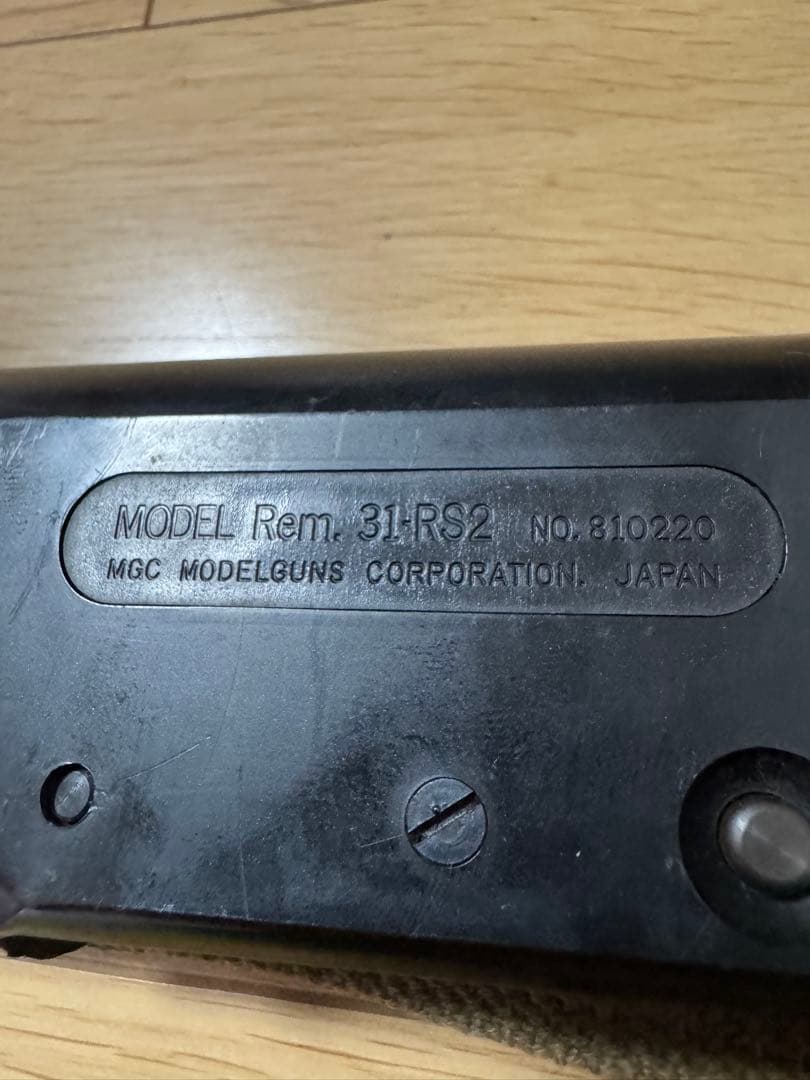 MODEL Rem. 31-RS2 NO. 810220
MGC MODELGUNS CORPORATION. JAPAN